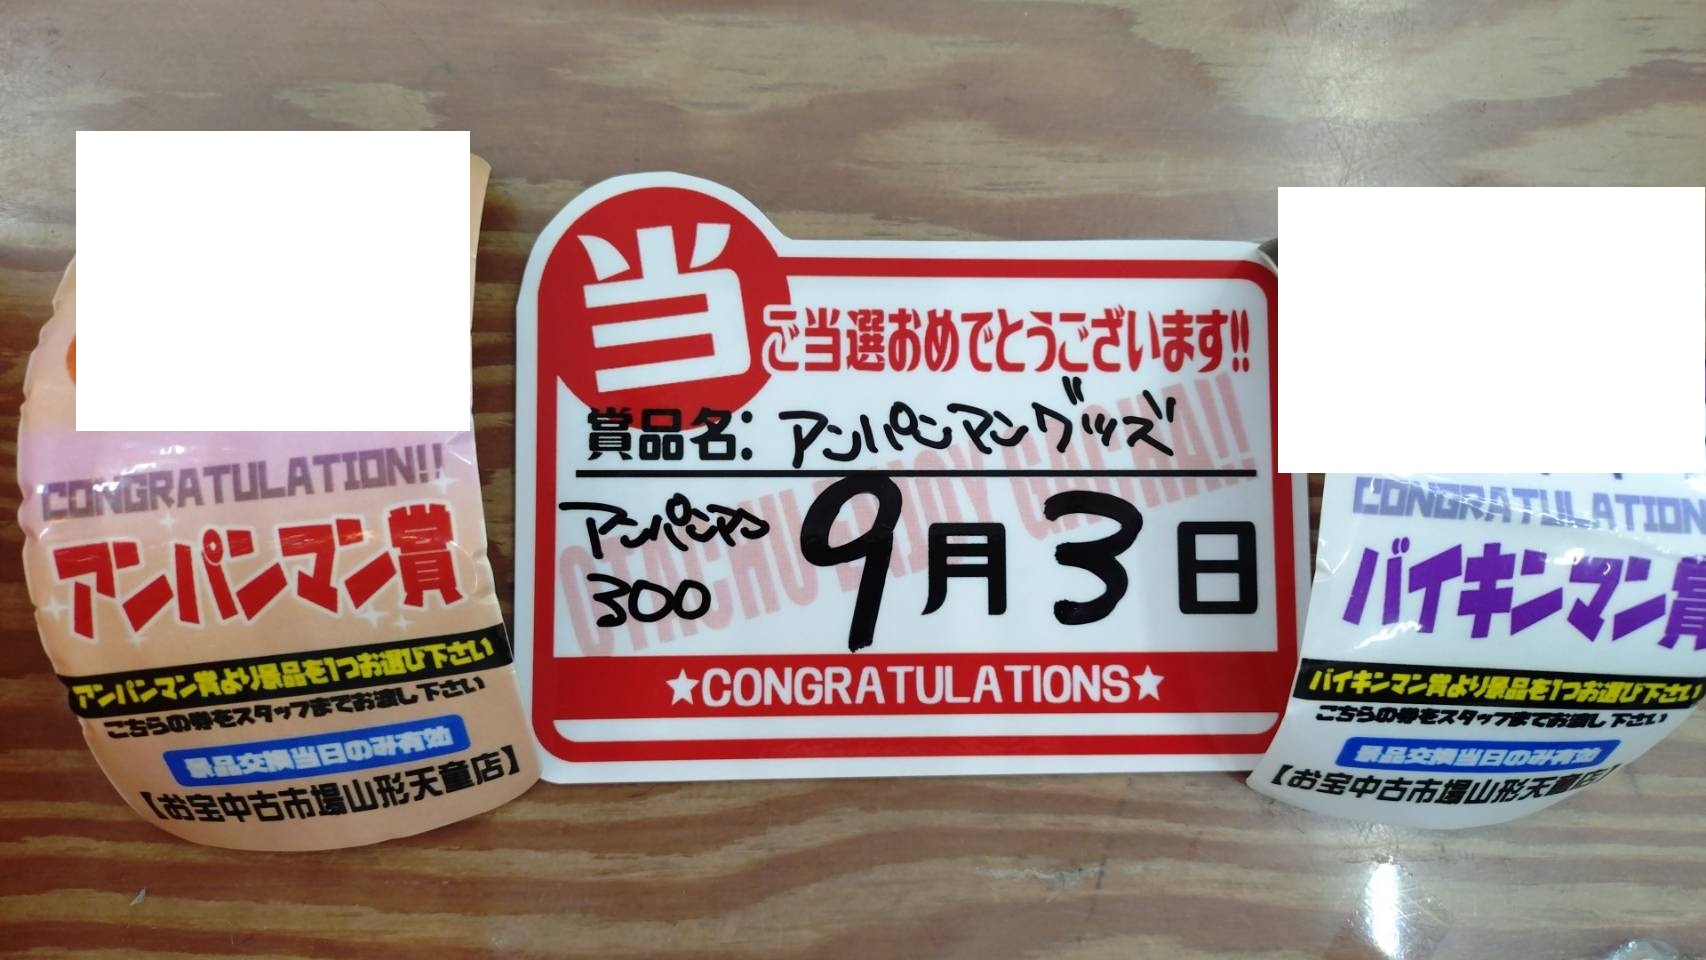 CONGRATULATION!!
アンパンマン賞
アンパンマン賞より景品を1つお選び下さい
こちらの券をスタッフまでお渡し下さい
景品交換当日のみ有効
【お宝中古市場山形天童店】
当
ご当選おめでとうございます!!
賞品名: アンパンマングッズ
アンパンマン
300
9月3日
★CONGRATULATIONS★
CONGRATULATION
バイキンマン賞
バイキンマン賞より景品を1つお選び下さい
こちらの券をスタッフまでお渡し下さい
景品交換当日のみ有効
【お宝中古市場山形天童店】